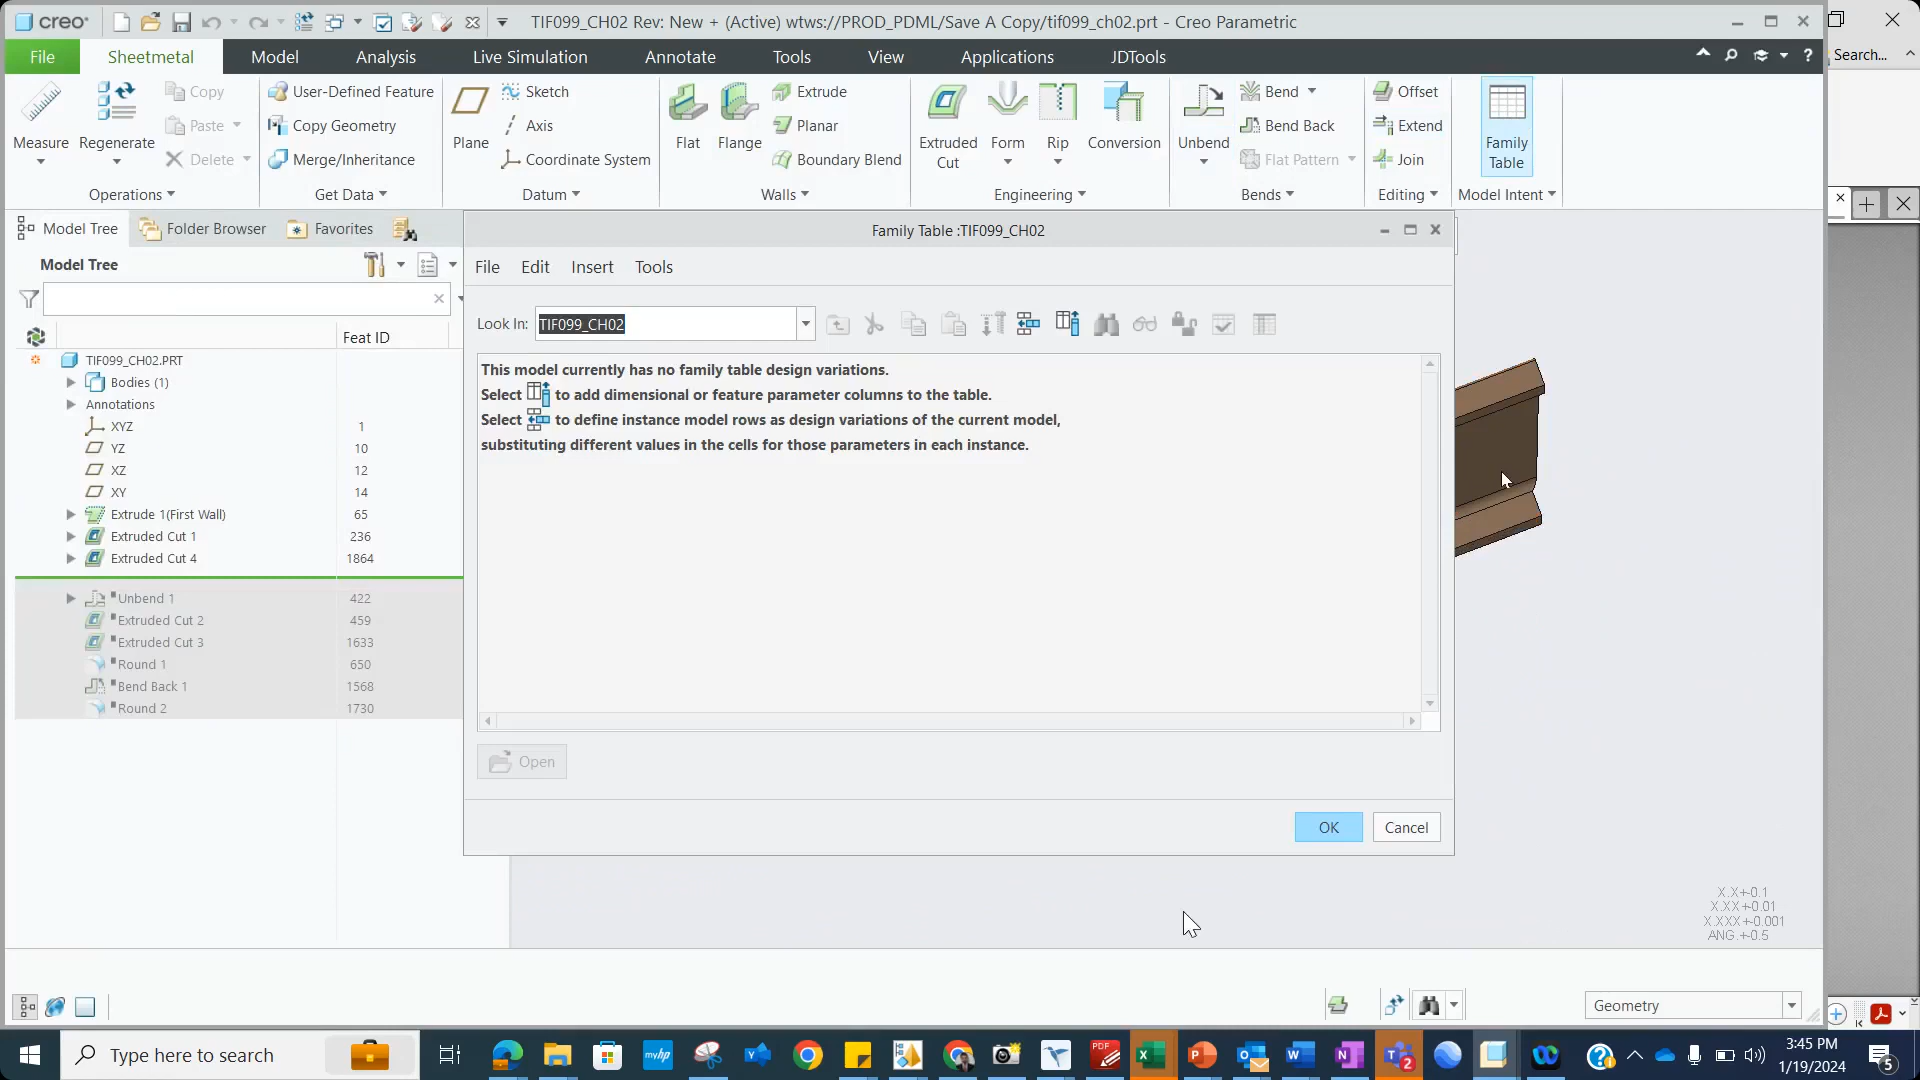 creo
TIF099_CH02 Rev: New + (Active) wtws://PROD_PDML/Save A Copy/tif099_ch02.prt - Creo Parametric
File
Sheetmetal
Model
Analysis
Live Simulation
Annotate
Tools
View
Applications
JDTools
Search...
Measure
Regenerate
Copy
Paste
Delete
Operations
User-Defined Feature
Copy Geometry
Merge/Inheritance
Get Data
Plane
Sketch
Axis
Coordinate System
Datum
Flat
Flange
Extrude
Planar
Boundary Blend
Walls
Extruded
Cut
Form
Rip
Conversion
Engineering
Unbend
Bend
Bend Back
Flat Pattern
Bends
Offset
Extend
Join
Editing
Family
Table
Model Intent
Model Tree
Folder Browser
Favorites
Model Tree
Feat ID
TIF099_CH02.PRT
Bodies (1)
Annotations
XYZ 1
YZ 10
XZ 12
XY 14
Extrude 1(First Wall) 65
Extruded Cut 1 236
Extruded Cut 4 1864
Unbend 1 422
Extruded Cut 2 459
Extruded Cut 3 1633
Round 1 650
Bend Back 1 1568
Round 2 1730
Family Table :TIF099_CH02
File Edit Insert Tools
Look In: TIF099_CH02
This model currently has no family table design variations.
Select to add dimensional or feature parameter columns to the table.
Select to define instance model rows as design variations of the current model,
substituting different values in the cells for those parameters in each instance.
Open
OK
Cancel
X.X+-0.1
X.XX+-0.01
X.XXX+-0.001
ANG.+-0.5
Geometry
Type here to search
myhp
PDF
2
3:45 PM
1/19/2024
5